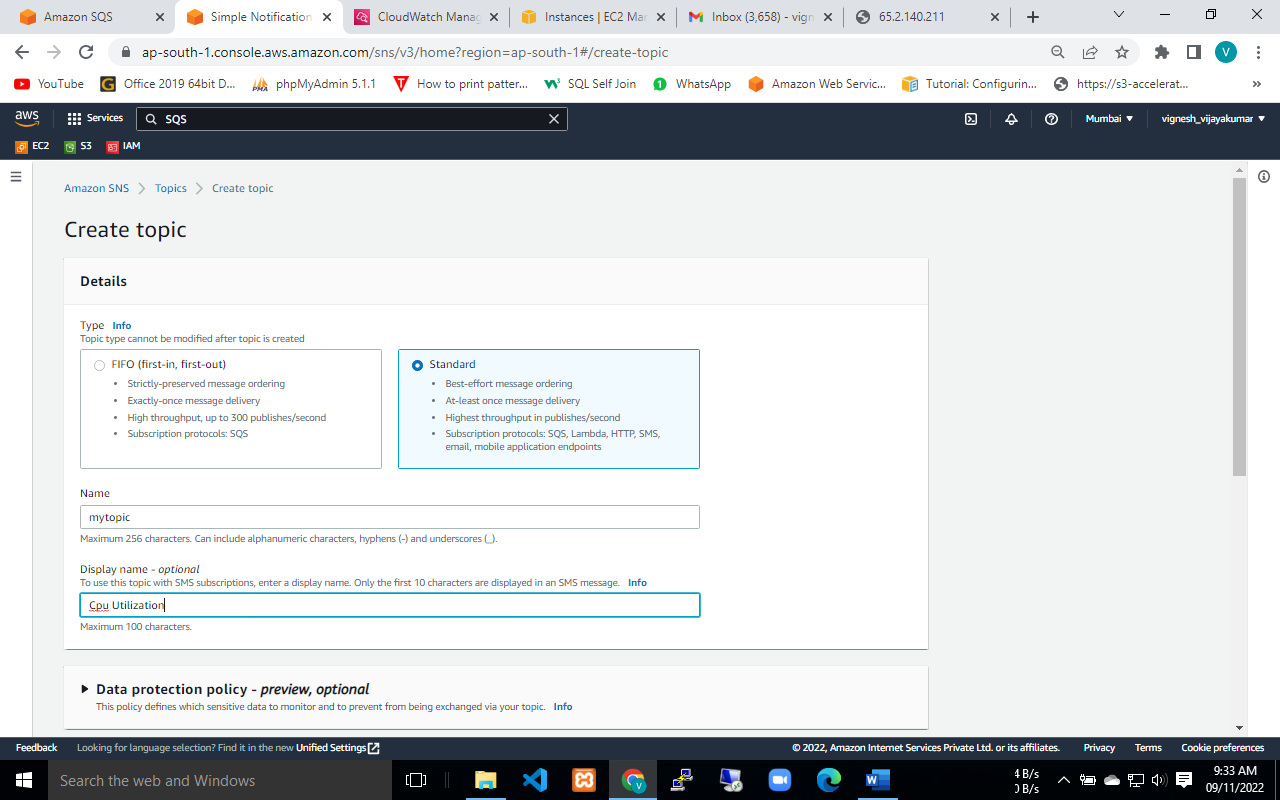 Amazon SQS
Simple Notification
CloudWatch Manag
Instances | EC2 Mar
Inbox (3,658) - vign
65.2.140.211
ap-south-1.console.aws.amazon.com/sns/v3/home?region=ap-south-1#/create-topic
V
YouTube
G
Office 2019 64bit D...
PMA
phpMyAdmin 5.1.1
How to print patter...
SQL Self Join
1
WhatsApp
Amazon Web Servic...
Tutorial: Configurin...
https://s3-accelerat...
»
aws
Services
SQS
Mumbai
vignesh_vijayakumar
EC2
S3
IAM
Amazon SNS
Topics
Create topic
Create topic
Details
Type Info
Topic type cannot be modified after topic is created
FIFO (first-in, first-out)
• Strictly-preserved message ordering
• Exactly-once message delivery
• High throughput, up to 300 publishes/second
• Subscription protocols: SQS
Standard
• Best-effort message ordering
• At-least once message delivery
• Highest throughput in publishes/second
• Subscription protocols: SQS, Lambda, HTTP, SMS,
email, mobile application endpoints
Name
mytopic
Maximum 256 characters. Can include alphanumeric characters, hyphens (-) and underscores (_).
Display name - optional
To use this topic with SMS subscriptions, enter a display name. Only the first 10 characters are displayed in an SMS message. Info
Cpu Utilization
Maximum 100 characters.
Data protection policy - preview, optional
This policy defines which sensitive data to monitor and to prevent from being exchanged via your topic. Info
Feedback
Looking for language selection? Find it in the new Unified Settings
© 2022, Amazon Internet Services Private Ltd. or its affiliates.
Privacy
Terms
Cookie preferences
Search the web and Windows
V
4 B/s
0 B/s
9:33 AM
09/11/2022